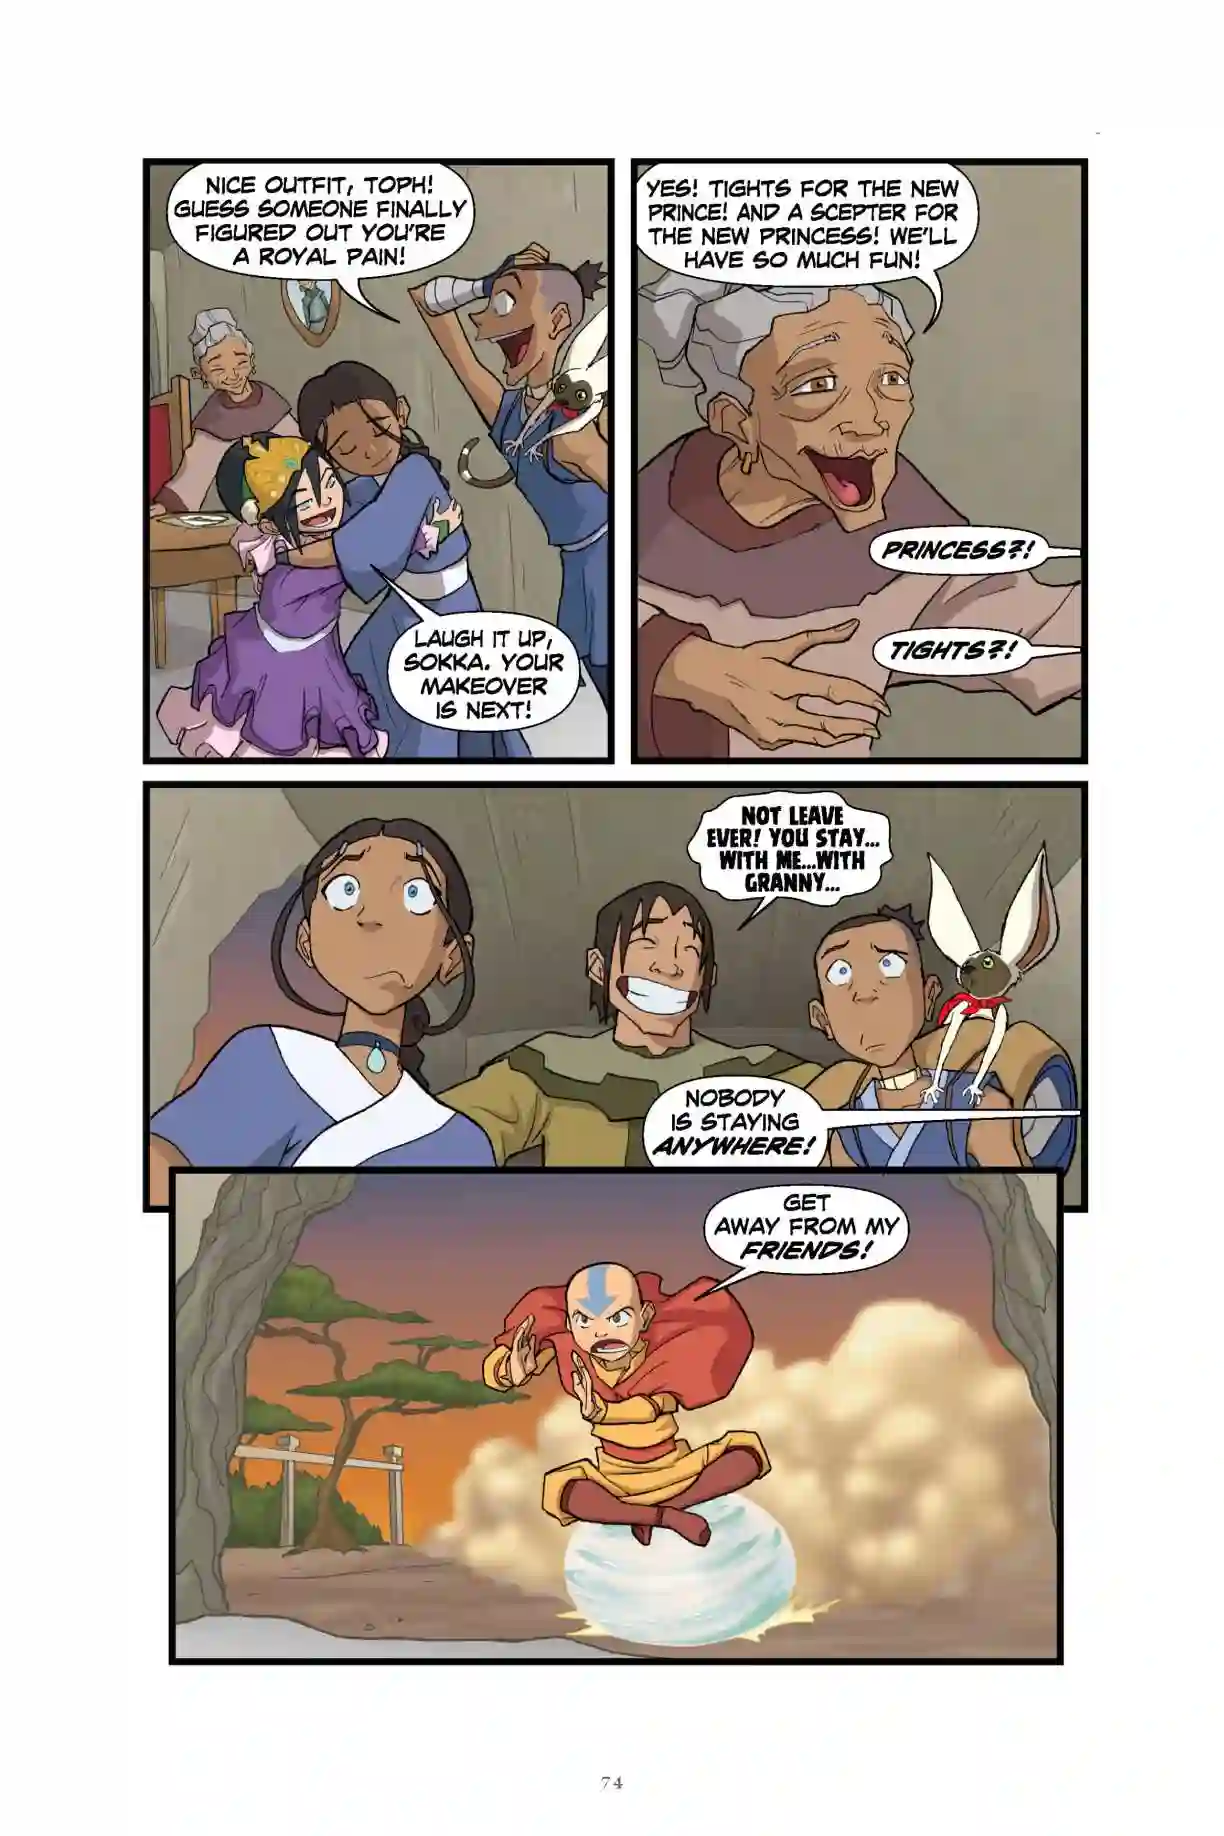 NICE OUTFIT, TOPH!
GUESS SOMEONE FINALLY
FIGURED OUT YOU'RE
A ROYAL PAIN!
LAUGH IT UP,
SOKKA. YOUR
MAKEOVER
IS NEXT!
YES! TIGHTS FOR THE NEW
PRINCE! AND A SCEPTER FOR
THE NEW PRINCESS! WE'LL
HAVE SO MUCH FUN!
PRINCESS?!
TIGHTS?!
NOT LEAVE
EVER! YOU STAY...
WITH ME...WITH
GRANNY...
NOBODY
IS STAYING
ANYWHERE!
GET
AWAY FROM MY
FRIENDS!
74